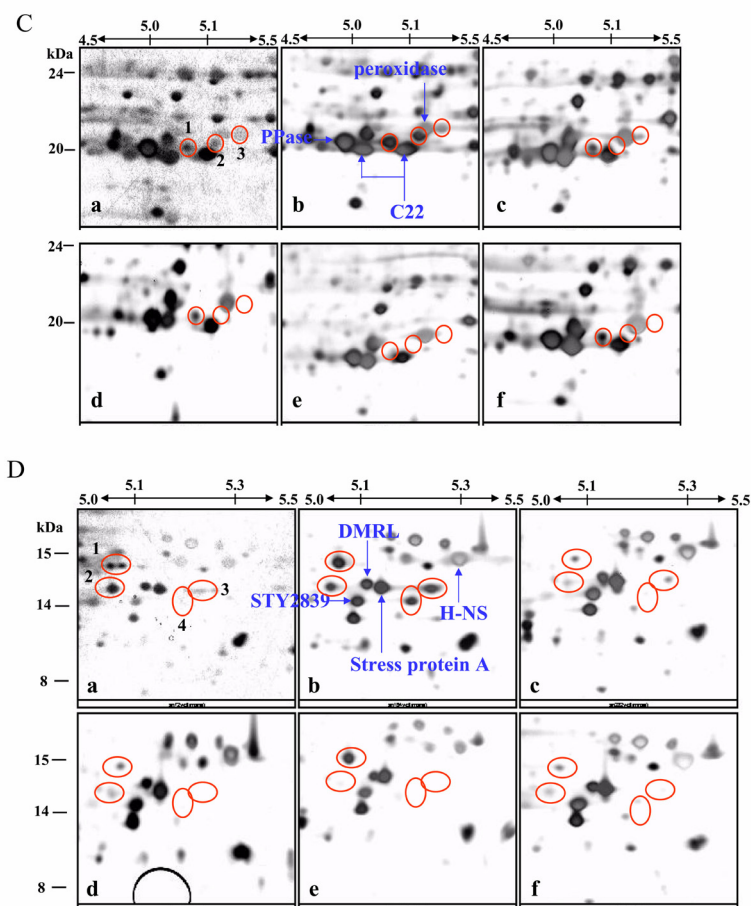 C
4.5 5.0 5.1 5.5 4.5 5.0 5.1 5.5 4.5 5.0 5.1 5.5
kDa
24
20
1
2
3
a
peroxidase
PPase
C22
b
c
24
20
d
e
f
D
5.0 5.1 5.3 5.5 5.0 5.1 5.3 5.5 5.0 5.1 5.3 5.5
kDa
15
14
8
1
2
3
4
a
DMRL
STY2839
H-NS
Stress protein A
b
c
15
14
8
d
e
f